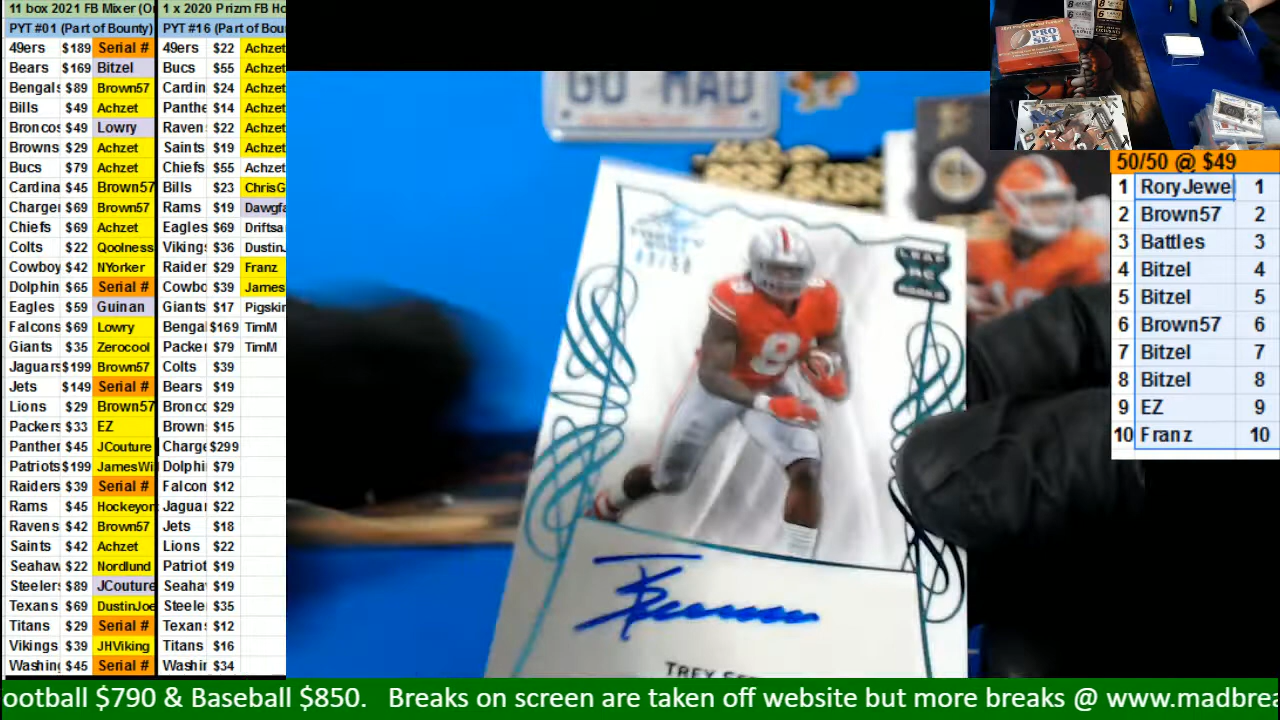 11 box 2021 FB Mixer (O
1 x 2020 Prizm FB Ho
PYT #01 (Part of Bounty)
PYT #16 (Part of Bou
49ers $189 Serial # 49ers $22 Achzet
Bears $169 Bitzel Bucs $55 Achzet
Bengals $89 Brown57 Cardin $24 Achzet
Bills $49 Achzet Panthe $14 Achzet
Broncos $49 Lowry Raven $22 Achzet
Browns $29 Achzet Saints $19 Achzet
Bucs $79 Achzet Chiefs $55 Achzet
Cardina $45 Brown57 Bills $23 ChrisG
Charge $69 Brown57 Rams $19 Dawgfa
Chiefs $69 Achzet Eagles $69 Driftsa
Colts $22 Qoolness Viking $36 Dustin
Cowboy $42 NYorker Raider $29 Franz
Dolphin $65 Serial # Cowbo $39 James
Eagles $59 Guinan Giants $17 Pigskin
Falcons $69 Lowry Benga $169 TimM
Giants $35 Zerocool Packe $79 TimM
Jaguars $199 Brown57 Colts $39
Jets $149 Serial # Bears $19
Lions $29 Brown57 Bronco $29
Packers $33 EZ Brown $15
Panther $45 JCouture Charge $299
Patriots $199 JamesWi Dolphi $79
Raiders $39 Serial # Falcon $12
Rams $45 Hockeyon Jagua $22
Ravens $42 Brown57 Jets $18
Saints $42 Achzet Lions $22
Seahaw $22 Nordlund Patriot $19
Steelers $89 JCouture Seaha $19
Texans $69 DustinJoe Steele $35
Titans $29 Serial # Texan $12
Vikings $39 JHViking Titans $16
Washin $45 Serial # Washi $34
GO MAD
LEAF
TREY
PRO
SET
50/50 @ $49
1 RoryJewel 1
2 Brown57 2
3 Battles 3
4 Bitzel 4
5 Bitzel 5
6 Brown57 6
7 Bitzel 7
8 Bitzel 8
9 EZ 9
10 Franz 10
ootball $790 & Baseball $850. Breaks on screen are taken off website but more breaks @ www.madbrea